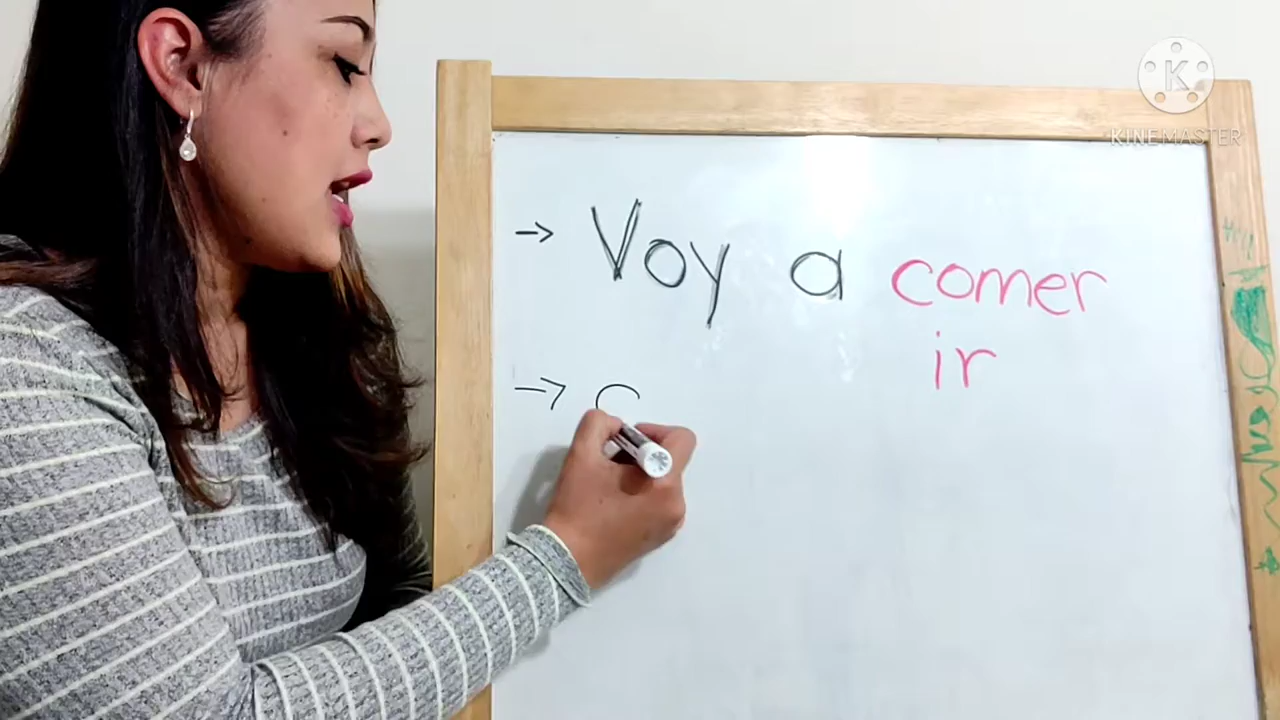 → Voy a comer
ir
→
K
KINEMASTER